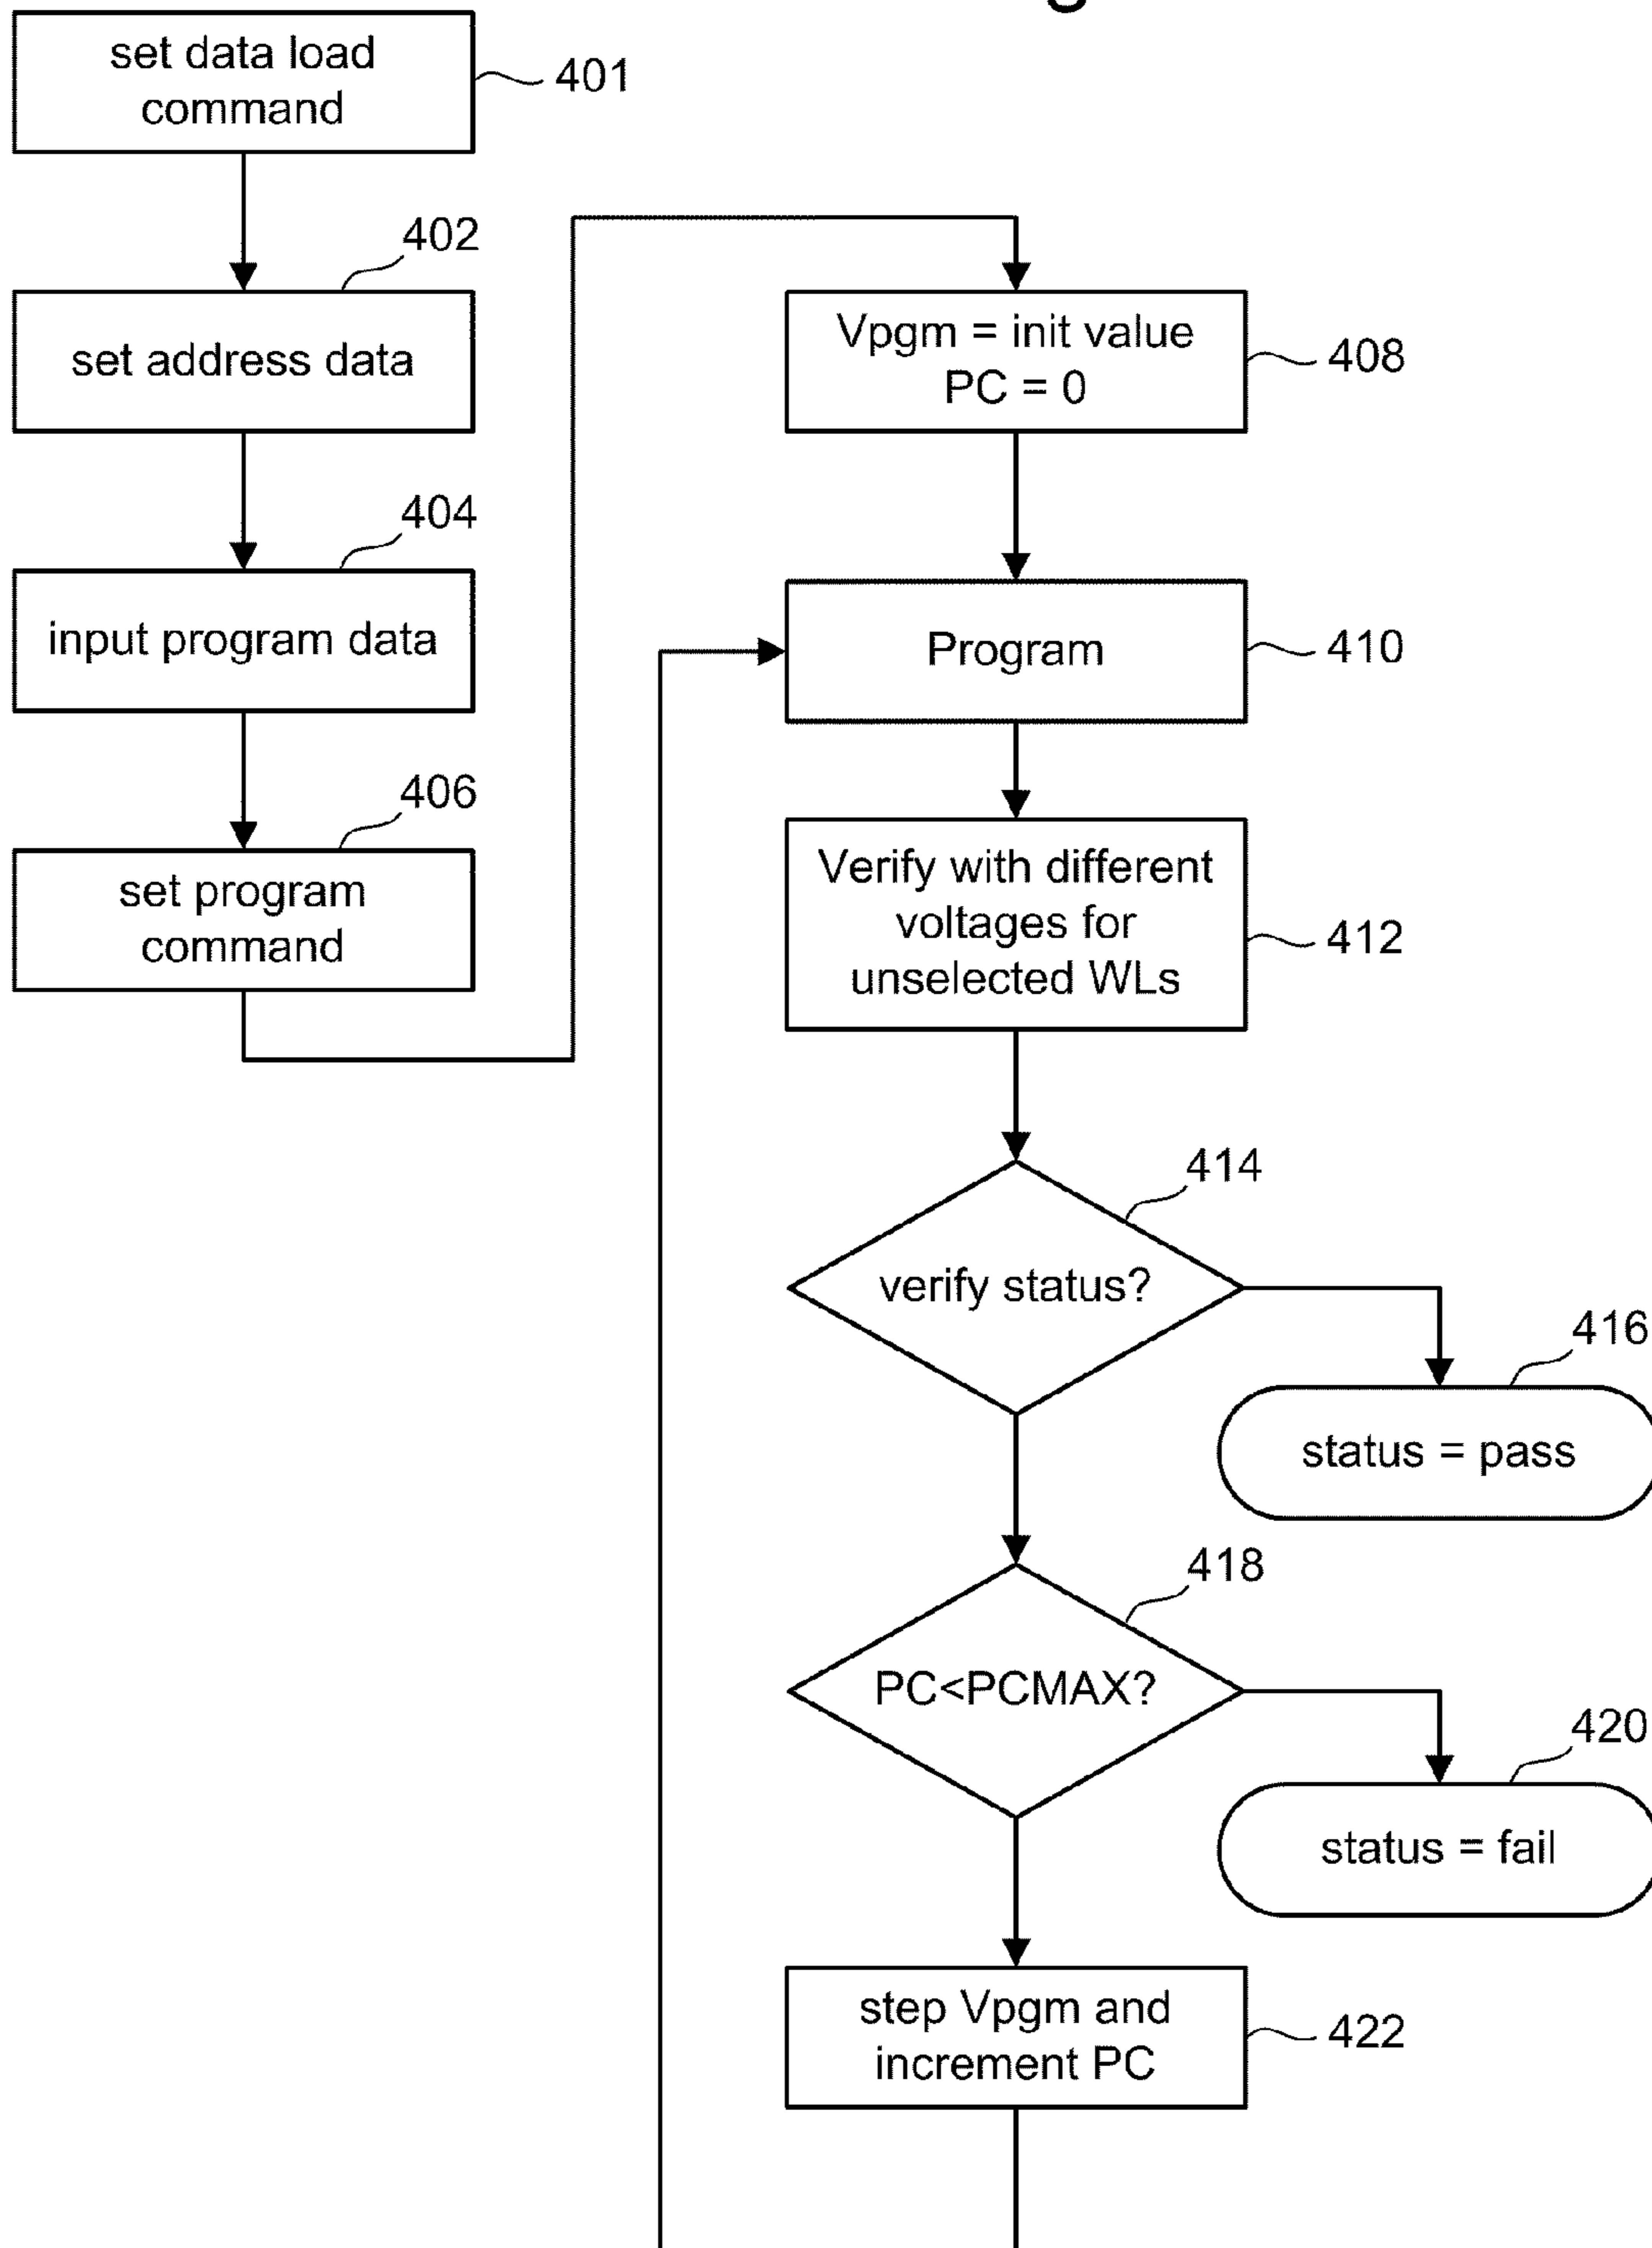 set data load
command
401
402
set address data
404
input program data
406
set program
command
Vpgm = init value
PC = 0
408
Program
410
Verify with different
voltages for
unselected WLs
412
414
verify status?
416
status = pass
418
PC<PCMAX?
420
status = fail
step Vpgm and
increment PC
422